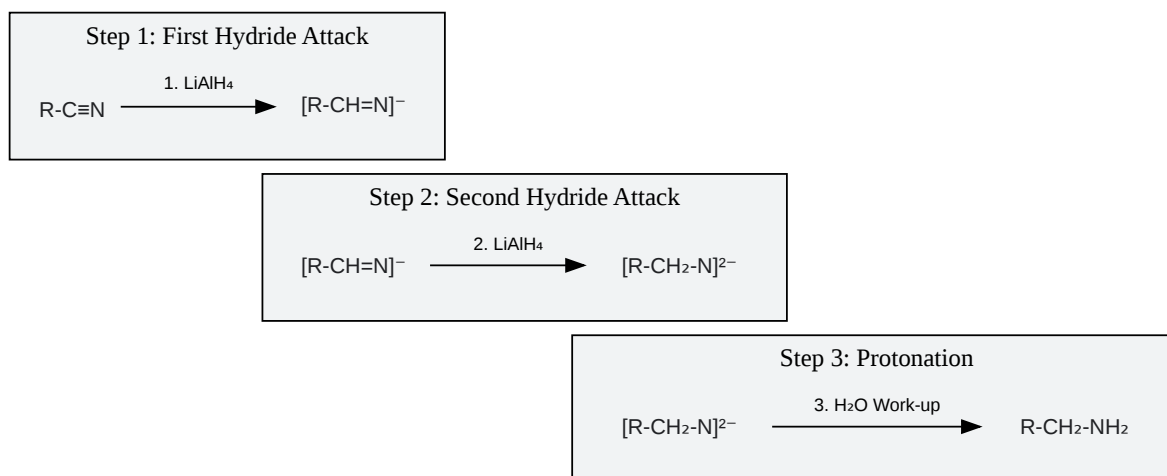 Step 1: First Hydride Attack
1. LiAlH₄
R-C≡N
[R-CH=N]⁻
Step 2: Second Hydride Attack
2. LiAlH₄
[R-CH=N]⁻
[R-CH₂-N]²⁻
Step 3: Protonation
3. H₂O Work-up
[R-CH₂-N]²⁻
R-CH₂-NH₂